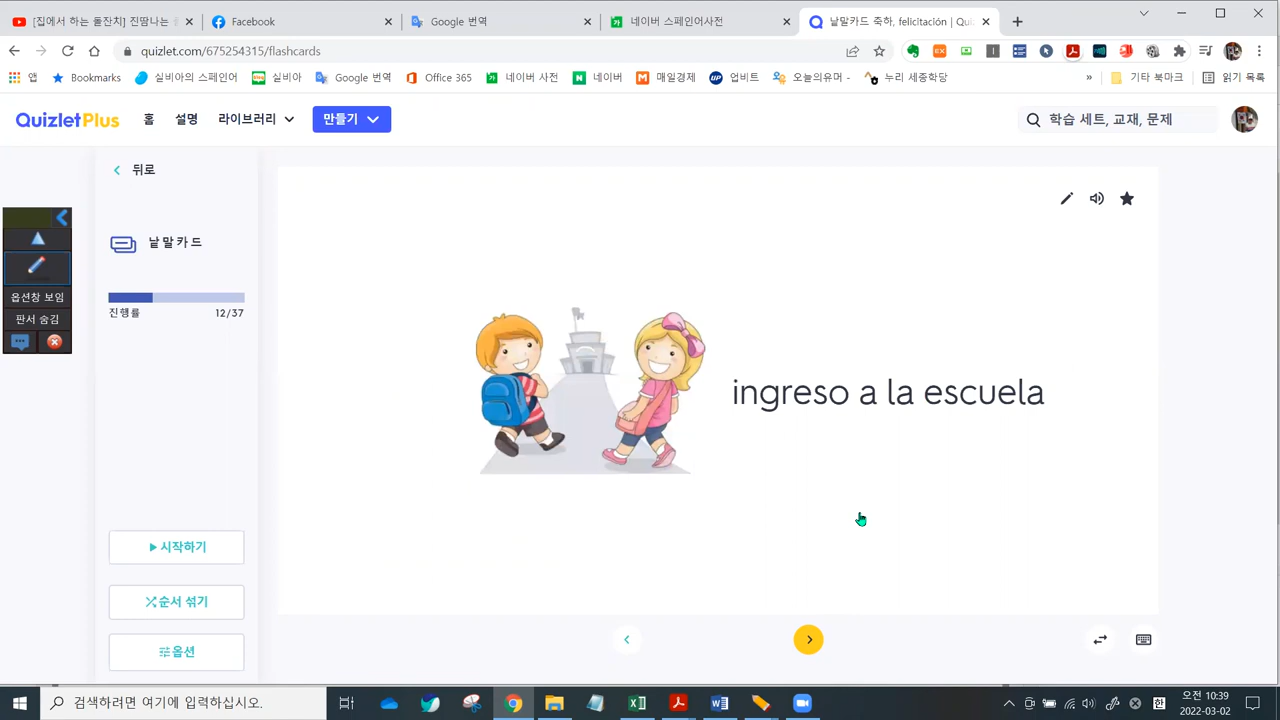 [집에서 하는 돌잔치] 진땀나는 
Facebook
Google 번역
네이버 스페인어사전
낱말카드 축하, felicitación | Qui
quizlet.com/675254315/flashcards
앱
Bookmarks
실비아의 스페인어
실비아
Google 번역
Office 365
네이버 사전
네이버
매일경제
업비트
오늘의유머 -
누리 세종학당
»
기타 북마크
읽기 목록
QuizletPlus
홈
설명
라이브러리
만들기
학습 세트, 교재, 문제
뒤로
낱말카드
진행률 12/37
옵션창 보임
판서 숨김
ingreso a la escuela
시작하기
순서 섞기
옵션
검색하려면 여기에 입력하십시오.
오전 10:39
2022-03-02